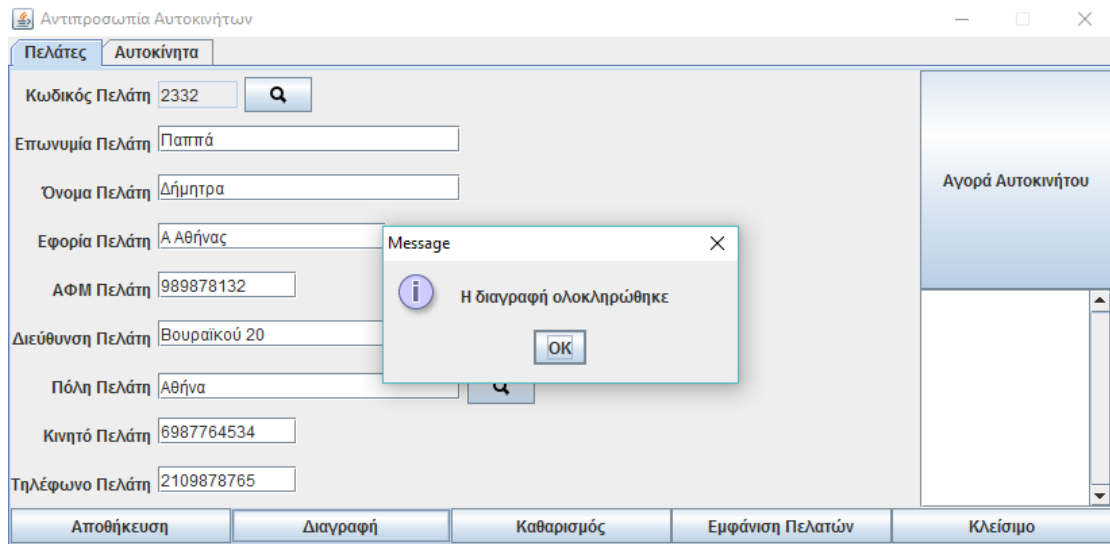 Αντιπροσωπία Αυτοκινήτων
Πελάτες Αυτοκίνητα
Κωδικός Πελάτη 2332
Επωνυμία Πελάτη Παππά
Όνομα Πελάτη Δήμητρα
Αγορά Αυτοκινήτου
Εφορία Πελάτη Α Αθήνας
Message
ΑΦΜ Πελάτη 989878132
Η διαγραφή ολοκληρώθηκε
Διεύθυνση Πελάτη Βουραϊκού 20
OK
Πόλη Πελάτη Αθήνα
Κινητό Πελάτη 6987764534
Τηλέφωνο Πελάτη 2109878765
Αποθήκευση Διαγραφή Καθαρισμός Εμφάνιση Πελατών Κλείσιμο